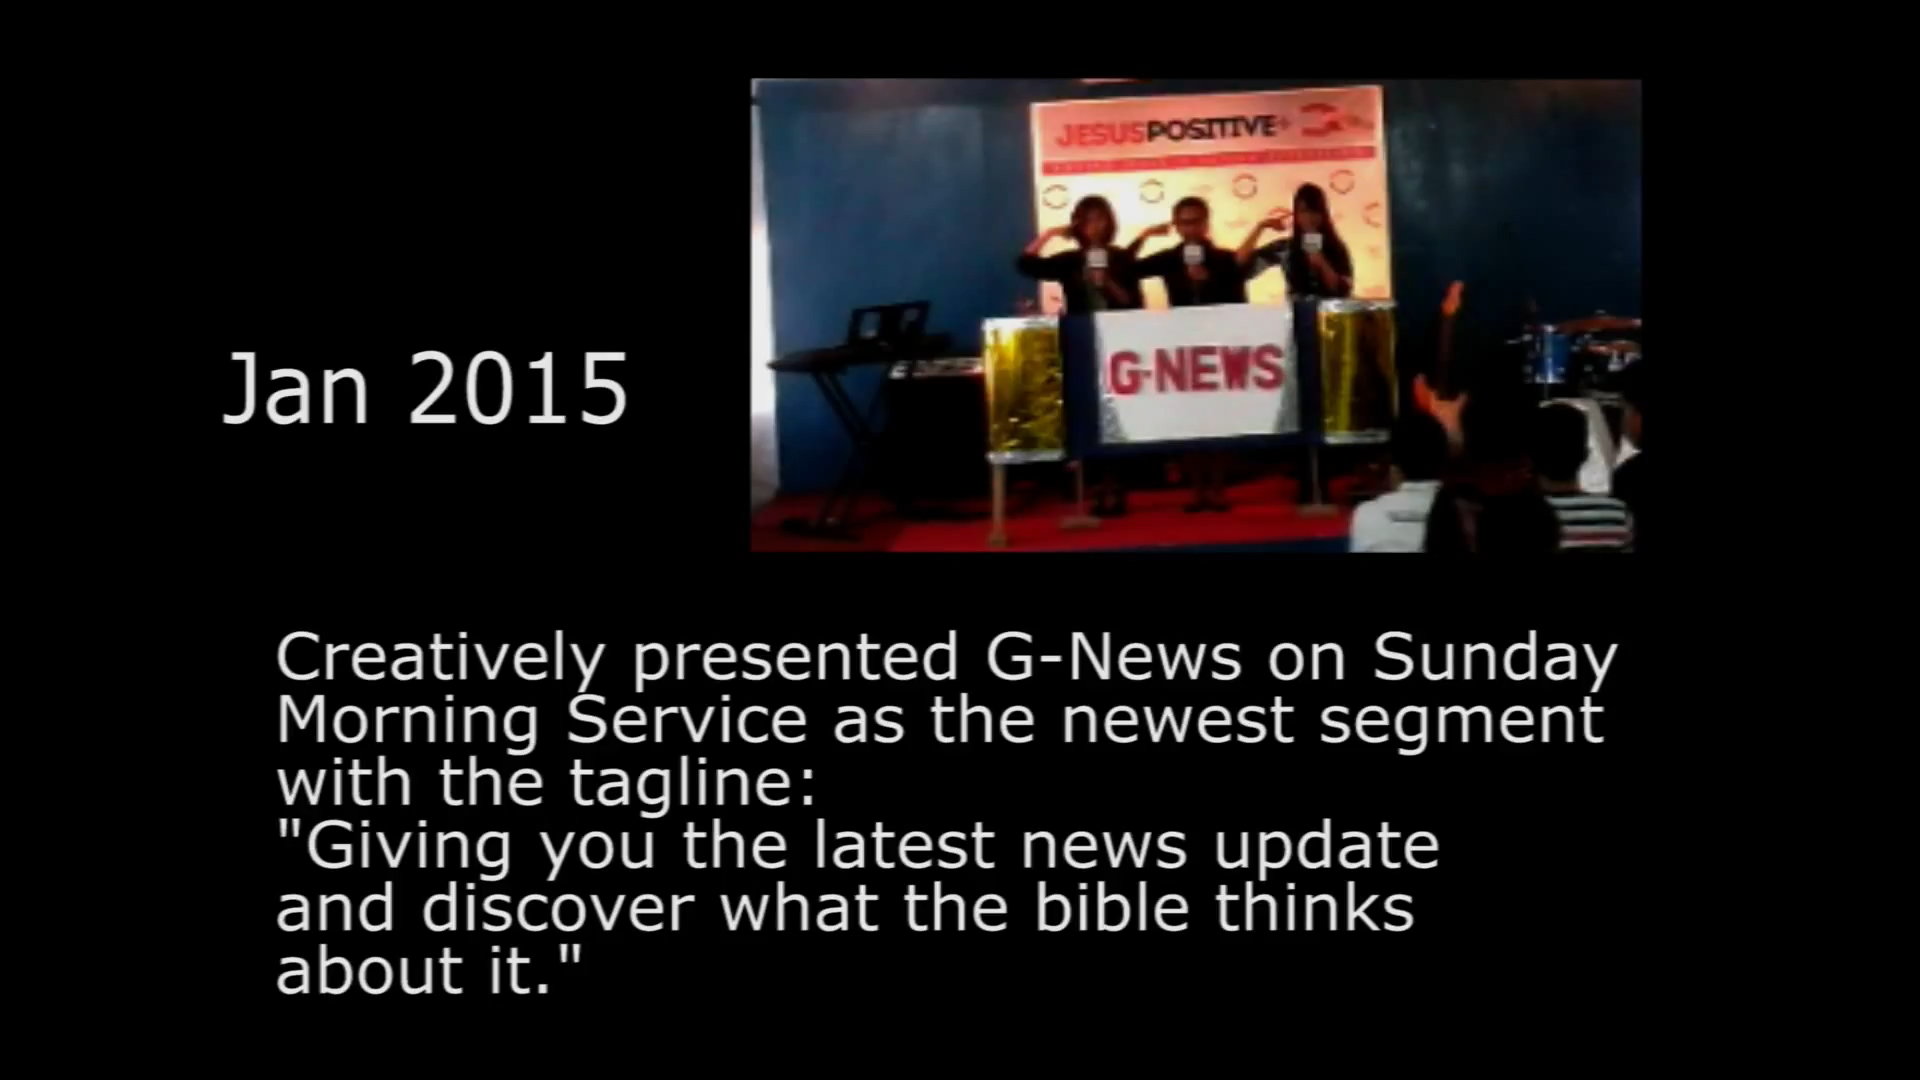 JESUSPOSITIVE+
G-NEWS
Jan 2015
Creatively presented G-News on Sunday
Morning Service as the newest segment
with the tagline:
"Giving you the latest news update
and discover what the bible thinks
about it."